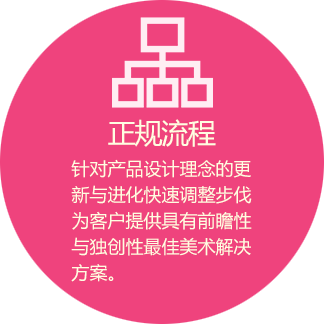 正规流程
针对产品设计理念的更
新与进化快速调整步伐
为客户提供具有前瞻性
与独创性最佳美术解决
方案。